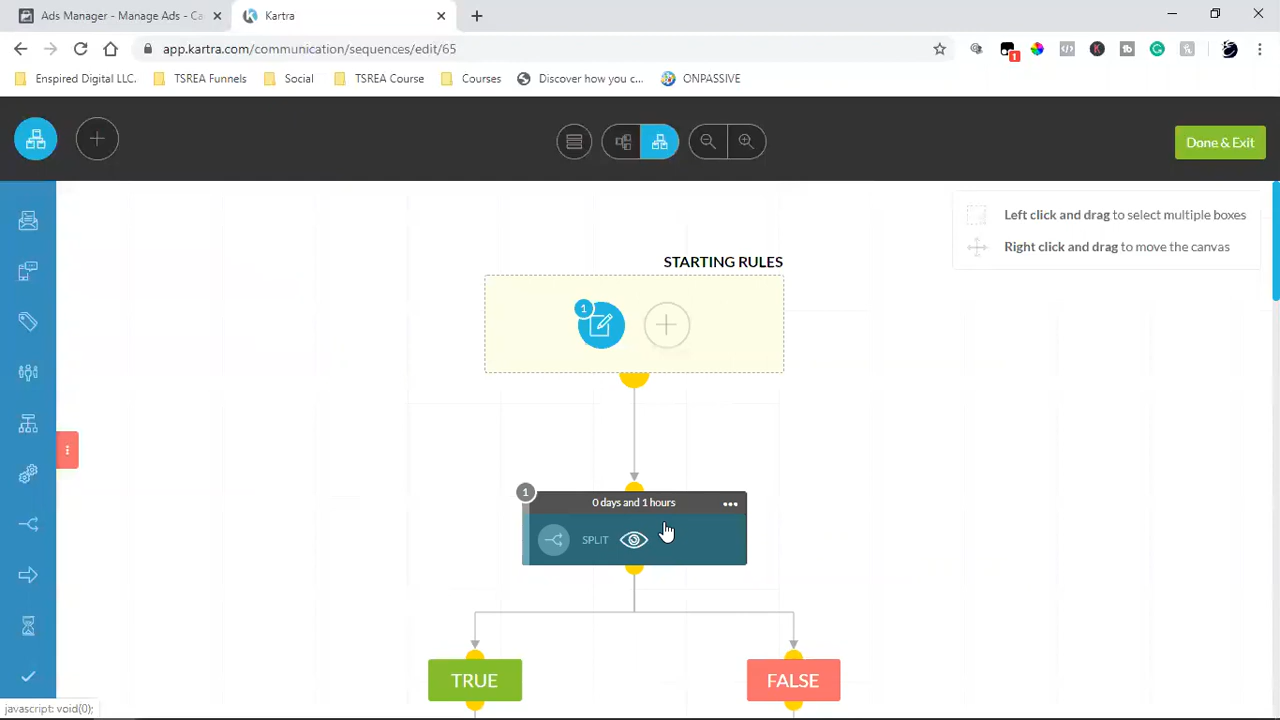 Ads Manager - Manage Ads - Ca
Kartra
app.kartra.com/communication/sequences/edit/65
1
Enspired Digital LLC.
TSREA Funnels
Social
TSREA Course
Courses
Discover how you c...
ONPASSIVE
Done & Exit
Left click and drag to select multiple boxes
Right click and drag to move the canvas
STARTING RULES
1
1
0 days and 1 hours
SPLIT
TRUE
FALSE
javascript: void(0);